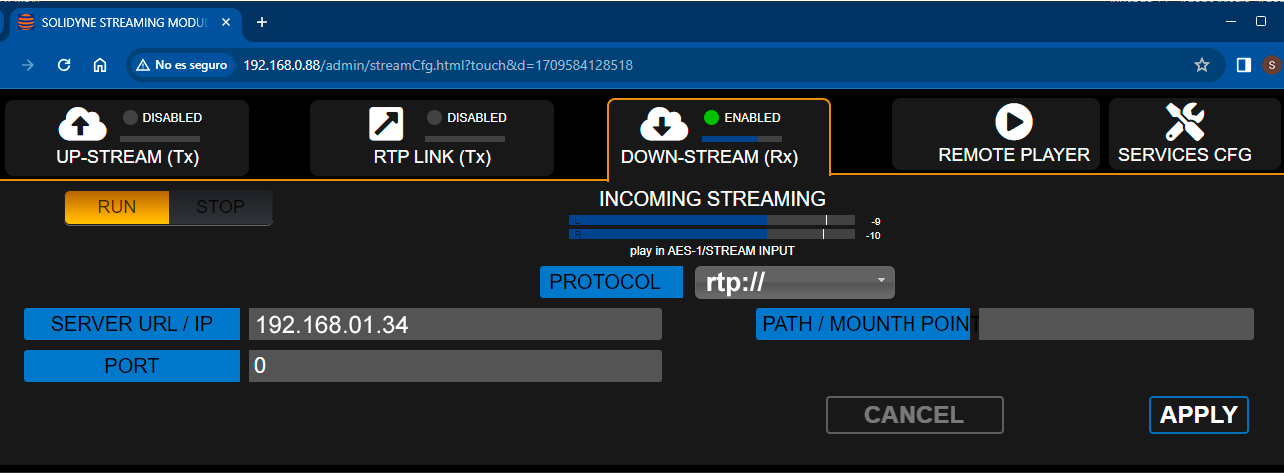 SOLIDYNE STREAMING MODU
No es seguro
192.168.0.88/admin/streamCfg.html?touch&d=1709584128518
S
DISABLED
UP-STREAM (Tx)
DISABLED
RTP LINK (Tx)
ENABLED
DOWN-STREAM (Rx)
REMOTE PLAYER
SERVICES CFG
RUN
STOP
INCOMING STREAMING
L
-9
R
-10
play in AES-1/STREAM INPUT
PROTOCOL
rtp://
SERVER URL / IP
192.168.01.34
PATH / MOUNTH POINT
PORT
0
CANCEL
APPLY